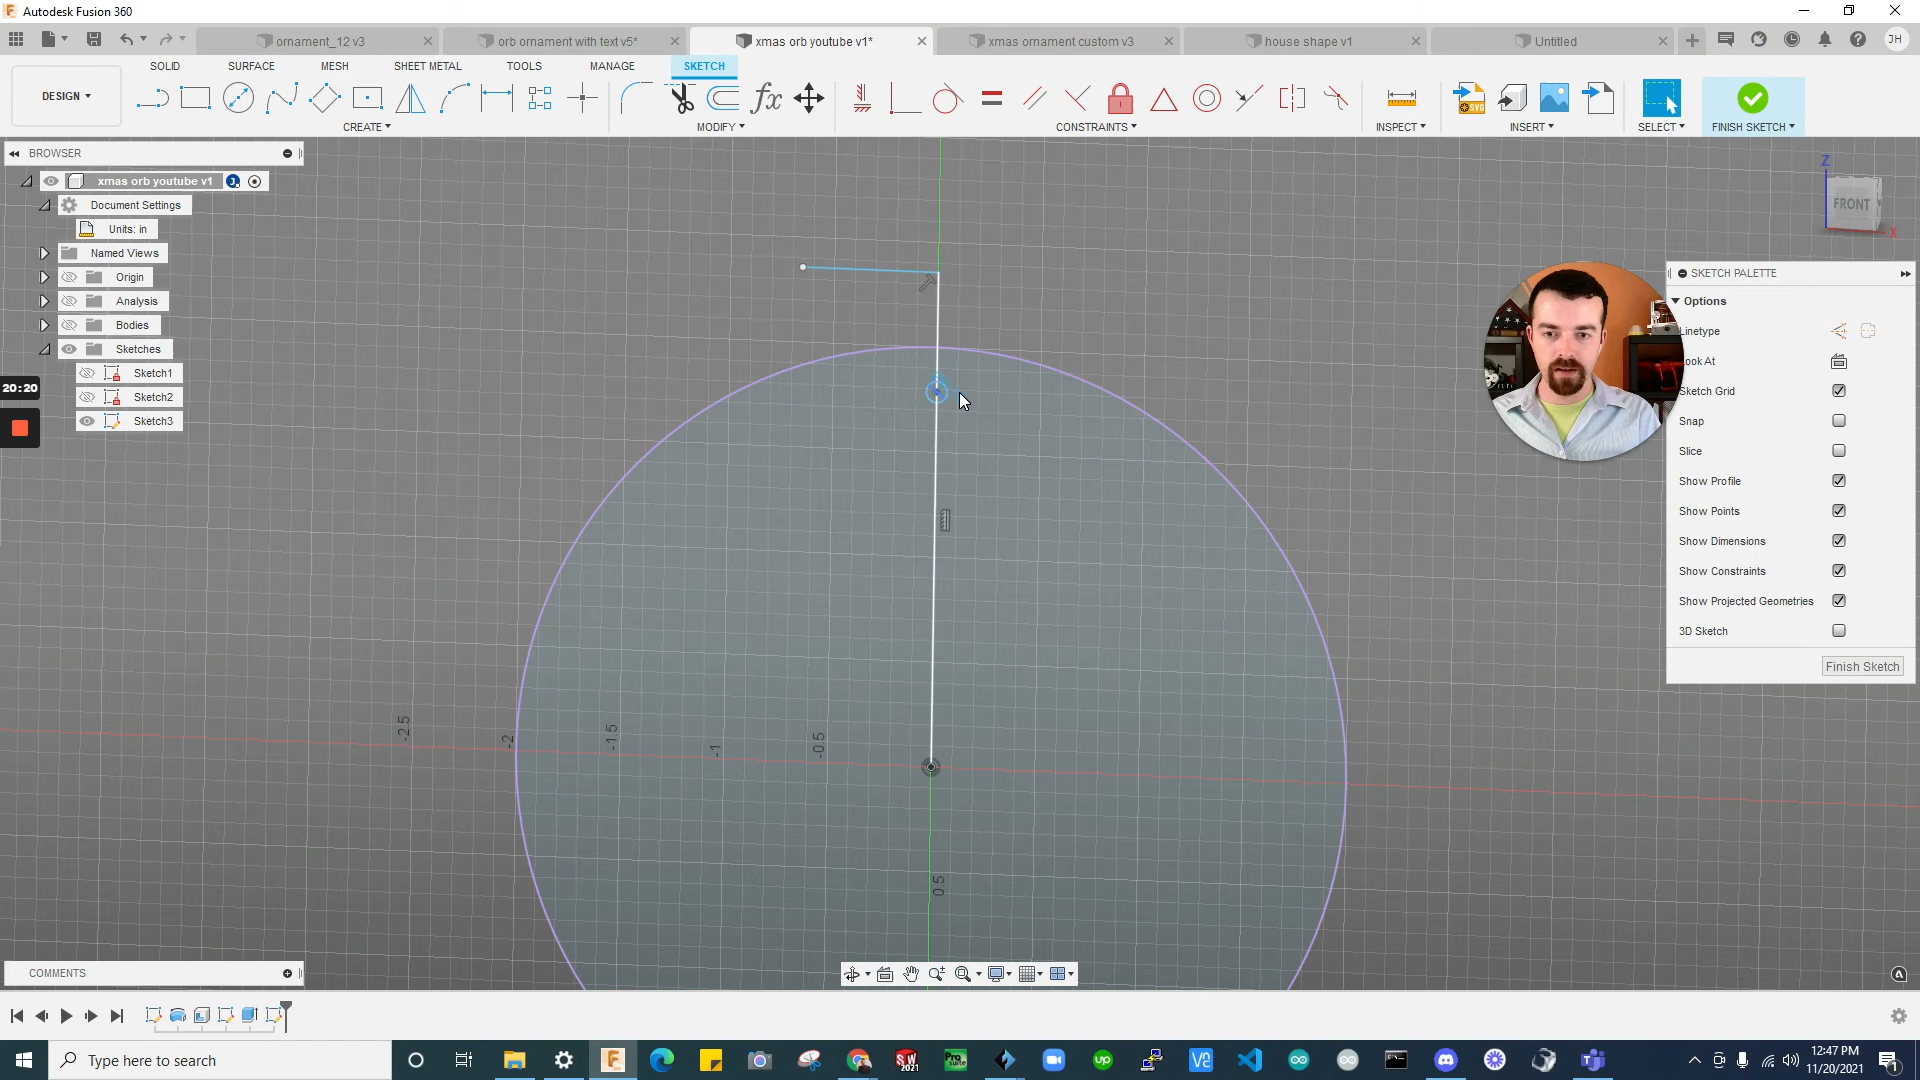 Autodesk Fusion 360
ornament_12 v3
orb ornament with text v5*
xmas orb youtube v1*
xmas ornament custom v3
house shape v1
Untitled
JH
SOLID SURFACE MESH SHEET METAL TOOLS MANAGE SKETCH
DESIGN
CREATE MODIFY CONSTRAINTS INSPECT INSERT SELECT FINISH SKETCH
BROWSER
xmas orb youtube v1
Document Settings
Units: in
Named Views
Origin
Analysis
Bodies
Sketches
Sketch1
Sketch2
Sketch3
20:20
Z
FRONT
X
SKETCH PALETTE
Options
Linetype
ook At
Sketch Grid
Snap
Slice
Show Profile
Show Points
Show Dimensions
Show Constraints
Show Projected Geometries
3D Sketch
Finish Sketch
-2.5
-2
-1.5
-1
-0.5
0.5
COMMENTS
Type here to search
12:47 PM
11/20/2021